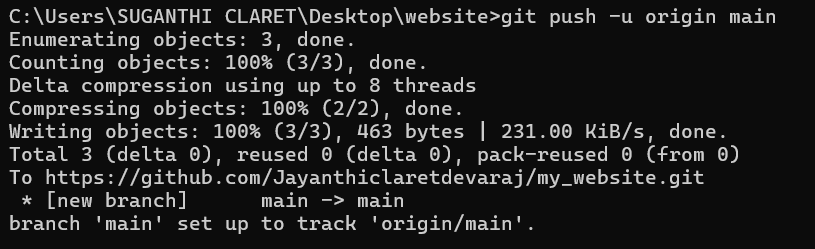 C:\Users\SUGANTHI CLARET\Desktop\website>git push -u origin main
Enumerating objects: 3, done.
Counting objects: 100% (3/3), done.
Delta compression using up to 8 threads
Compressing objects: 100% (2/2), done.
Writing objects: 100% (3/3), 463 bytes | 231.00 KiB/s, done.
Total 3 (delta 0), reused 0 (delta 0), pack-reused 0 (from 0)
To https://github.com/Jayanthiclaretdevaraj/my_website.git
 * [new branch]      main -> main
branch 'main' set up to track 'origin/main'.